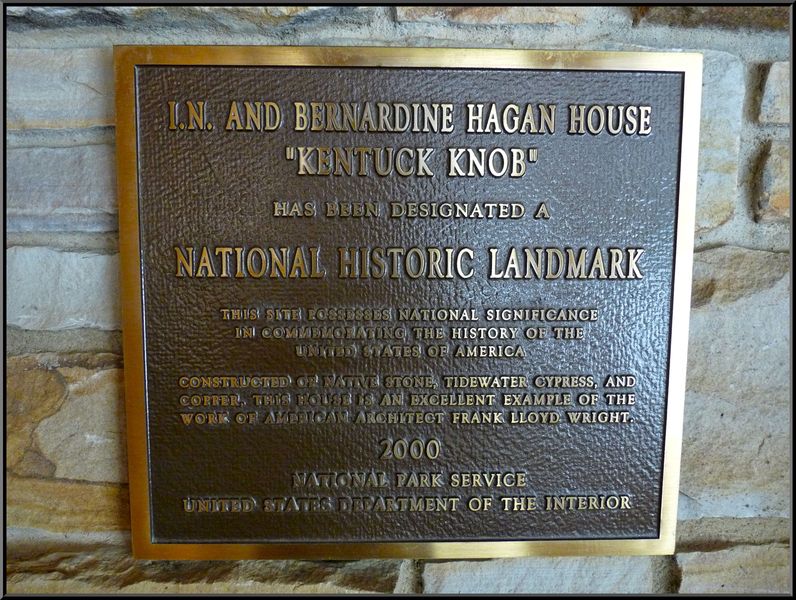 I.N. AND BERNARDINE HAGAN HOUSE
"KENTUCK KNOB"
HAS BEEN DESIGNATED A
NATIONAL HISTORIC LANDMARK
THIS SITE POSSESSES NATIONAL SIGNIFICANCE
IN COMMEMORATING THE HISTORY OF THE
UNITED STATES OF AMERICA
CONSTRUCTED OF NATIVE STONE, TIDEWATER CYPRESS, AND
COPPER, THIS HOUSE IS AN EXCELLENT EXAMPLE OF THE
WORK OF AMERICAN ARCHITECT FRANK LLOYD WRIGHT.
2000
NATIONAL PARK SERVICE
UNITED STATES DEPARTMENT OF THE INTERIOR